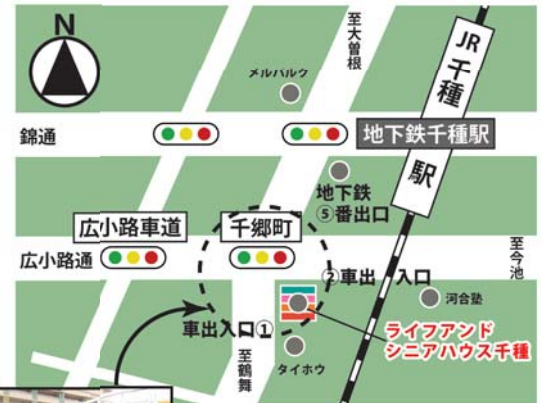 N
至大曽根
JR千種駅
メルパルク
錦通
地下鉄千種駅
地下鉄
⑤番出口
広小路車道
千郷町
広小路通
至今池
②車出入口
河合塾
車出入口①
ライフアンド
シニアハウス千種
至鶴舞
タイホウ